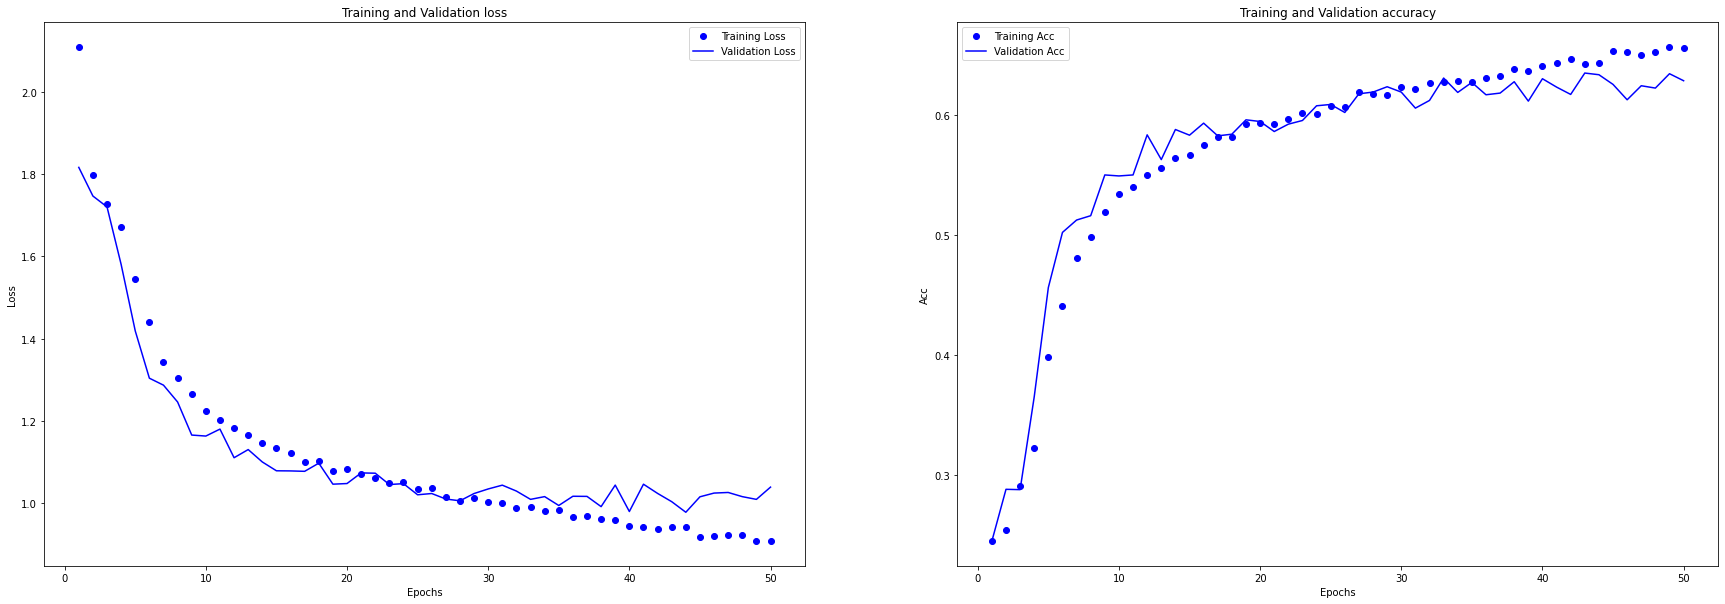 Training and Validation loss
Training Loss
Validation Loss
2.0
1.8
1.6
1.4
1.2
1.0
Loss
0
10
20
30
40
50
Epochs
Training and Validation accuracy
Training Acc
Validation Acc
0.6
0.5
0.4
0.3
Acc
0
10
20
30
40
50
Epochs